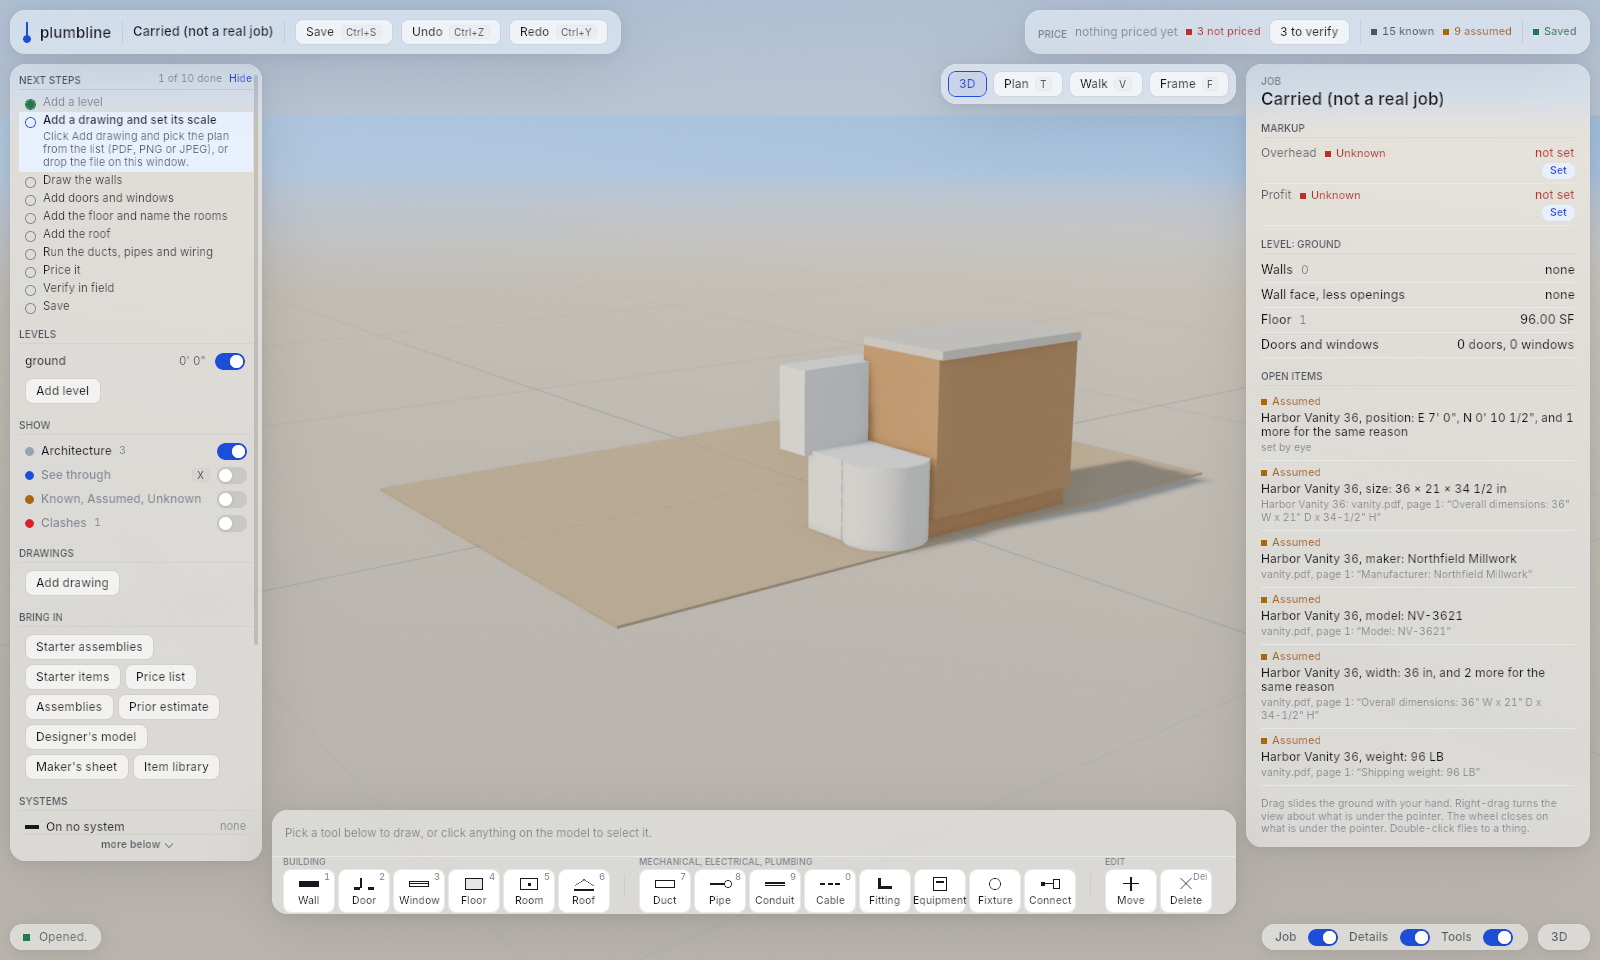 plumbline
Carried (not a real job)
Save Ctrl+S
Undo Ctrl+Z
Redo Ctrl+Y
PRICE nothing priced yet 3 not priced 3 to verify 15 known 9 assumed Saved
3D
Plan T
Walk V
Frame F
NEXT STEPS 1 of 10 done Hide
Add a level
Add a drawing and set its scale
Click Add drawing and pick the plan
from the list (PDF, PNG or JPEG), or
drop the file on this window.
Draw the walls
Add doors and windows
Add the floor and name the rooms
Add the roof
Run the ducts, pipes and wiring
Price it
Verify in field
Save
LEVELS
ground 0' 0"
Add level
SHOW
Architecture 3
See through X
Known, Assumed, Unknown
Clashes 1
DRAWINGS
Add drawing
BRING IN
Starter assemblies
Starter items Price list
Assemblies Prior estimate
Designer's model
Maker's sheet Item library
SYSTEMS
On no system none
more below
Opened.
Pick a tool below to draw, or click anything on the model to select it.
BUILDING
1 Wall
2 Door
3 Window
4 Floor
5 Room
6 Roof
MECHANICAL, ELECTRICAL, PLUMBING
7 Duct
8 Pipe
9 Conduit
0 Cable
Fitting
Equipment
Fixture
Connect
EDIT
Move
Del Delete
JOB
Carried (not a real job)
MARKUP
Overhead Unknown not set
Set
Profit Unknown not set
Set
LEVEL: GROUND
Walls 0 none
Wall face, less openings none
Floor 1 96.00 SF
Doors and windows 0 doors, 0 windows
OPEN ITEMS
Assumed
Harbor Vanity 36, position: E 7' 0", N 0' 10 1/2", and 1
more for the same reason
set by eye
Assumed
Harbor Vanity 36, size: 36 × 21 × 34 1/2 in
Harbor Vanity 36: vanity.pdf, page 1: “Overall dimensions: 36"
W x 21" D x 34-1/2" H”
Assumed
Harbor Vanity 36, maker: Northfield Millwork
vanity.pdf, page 1: “Manufacturer: Northfield Millwork”
Assumed
Harbor Vanity 36, model: NV-3621
vanity.pdf, page 1: “Model: NV-3621”
Assumed
Harbor Vanity 36, width: 36 in, and 2 more for the
same reason
vanity.pdf, page 1: “Overall dimensions: 36" W x 21" D x
34-1/2" H”
Assumed
Harbor Vanity 36, weight: 96 LB
vanity.pdf, page 1: “Shipping weight: 96 LB”
Drag slides the ground with your hand. Right-drag turns the
view about what is under the pointer. The wheel closes on
what is under the pointer. Double-click flies to a thing.
Job Details Tools 3D